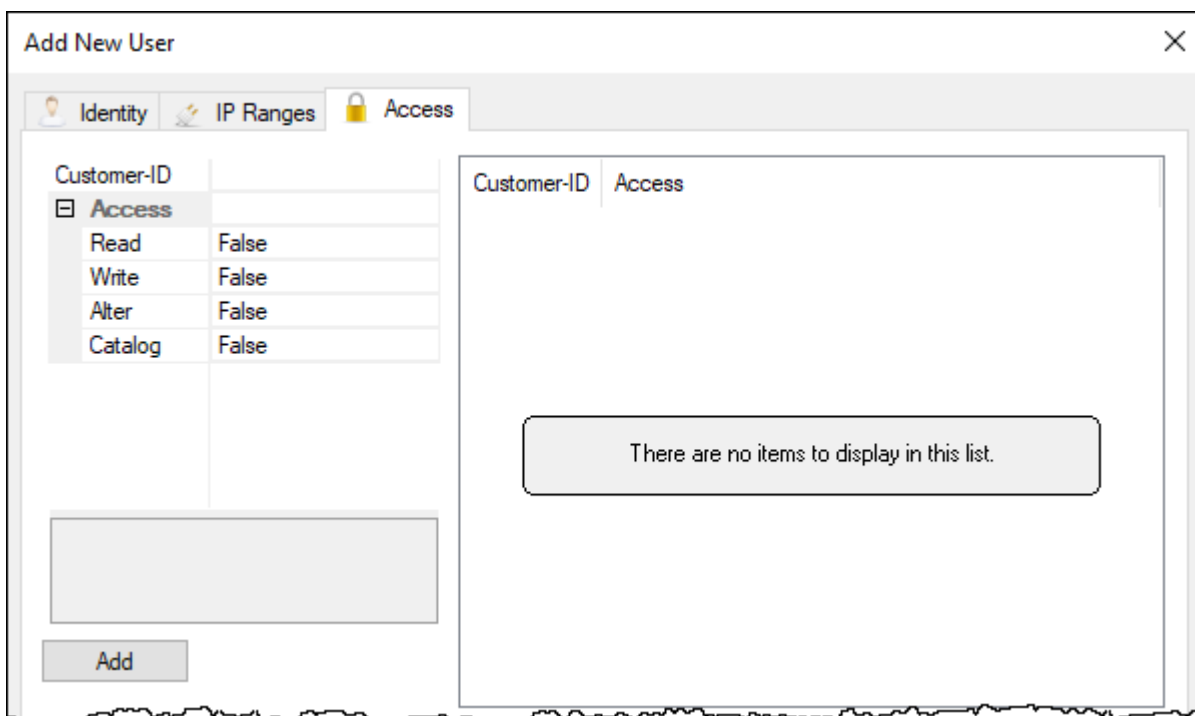 Add New User
Identity IP Ranges Access
Customer-ID
Access
Read False
Write False
Alter False
Catalog False
Add
Customer-ID Access
There are no items to display in this list.